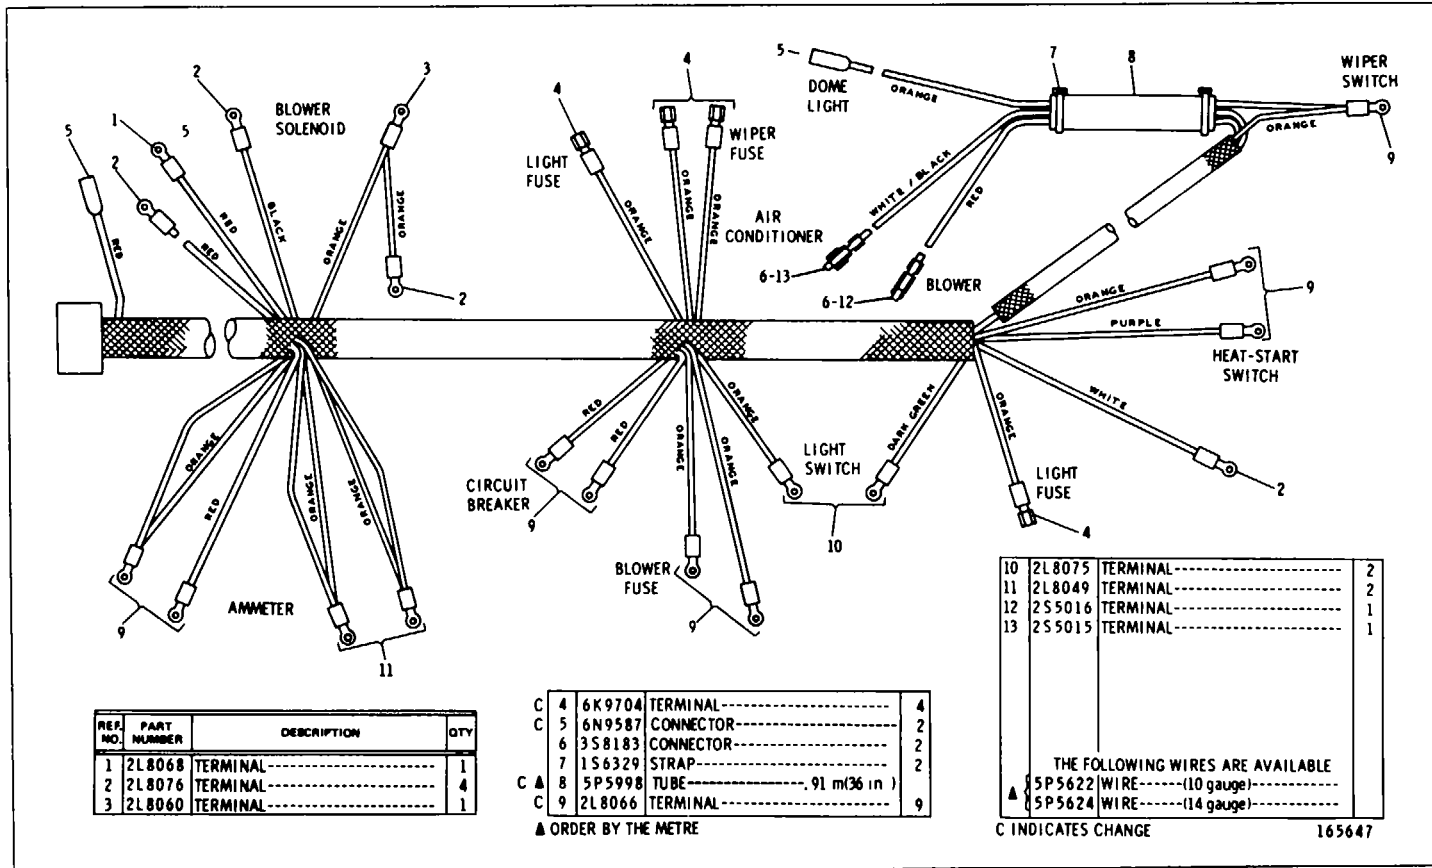 5
1
2
5
2
BLOWER
SOLENOID
3
2
RED
RED
RED
BLACK
ORANGE
ORANGE
4
LIGHT
FUSE
4
WIPER
FUSE
ORANGE
ORANGE
ORANGE
5
DOME
LIGHT
ORANGE
7
8
WIPER
SWITCH
ORANGE
9
WHITE / BLACK
RED
AIR
CONDITIONER
6-13
6-12
BLOWER
ORANGE
PURPLE
9
HEAT-START
SWITCH
WHITE
2
ORANGE
LIGHT
FUSE
4
ORANGE
RED
ORANGE
ORANGE
9
AMMETER
11
RED
RED
CIRCUIT
BREAKER
9
ORANGE
ORANGE
ORANGE
BLOWER
FUSE
9
LIGHT
SWITCH
DARK GREEN
10
REF. NO. PART NUMBER DESCRIPTION QTY
1 2L8068 TERMINAL 1
2 2L8076 TERMINAL 4
3 2L8060 TERMINAL 1
C 4 6K9704 TERMINAL 4
C 5 6N9587 CONNECTOR 2
6 3S8183 CONNECTOR 2
7 1S6329 STRAP 2
C ▲ 8 5P5998 TUBE .91 m(36 in )
C 9 2L8066 TERMINAL 9
▲ ORDER BY THE METRE
10 2L8075 TERMINAL 2
11 2L8049 TERMINAL 2
12 2S5016 TERMINAL 1
13 2S5015 TERMINAL 1
THE FOLLOWING WIRES ARE AVAILABLE
▲ { 5P5622 WIRE------(10 gauge)
5P5624 WIRE------(14 gauge)
C INDICATES CHANGE 165647